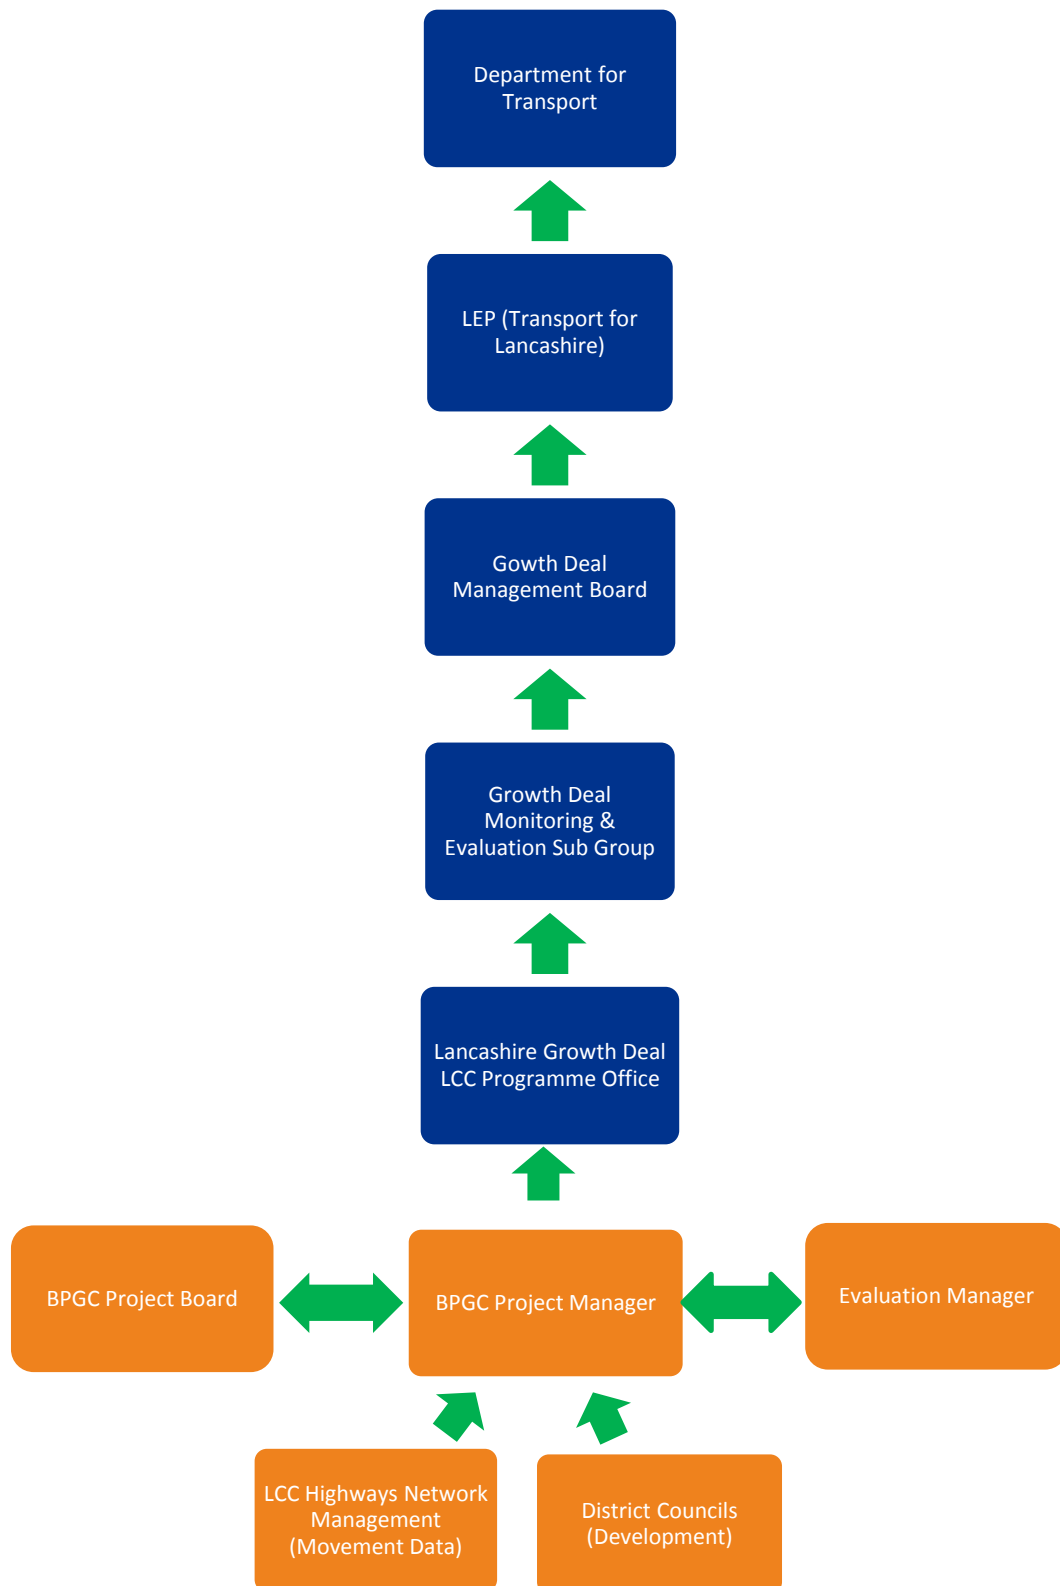 Department for
Transport
LEP (Transport for
Lancashire)
Gowth Deal
Management Board
Growth Deal
Monitoring &
Evaluation Sub Group
Lancashire Growth Deal
LCC Programme Office
BPGC Project Board
BPGC Project Manager
Evaluation Manager
LCC Highways Network
Management
(Movement Data)
District Councils
(Development)